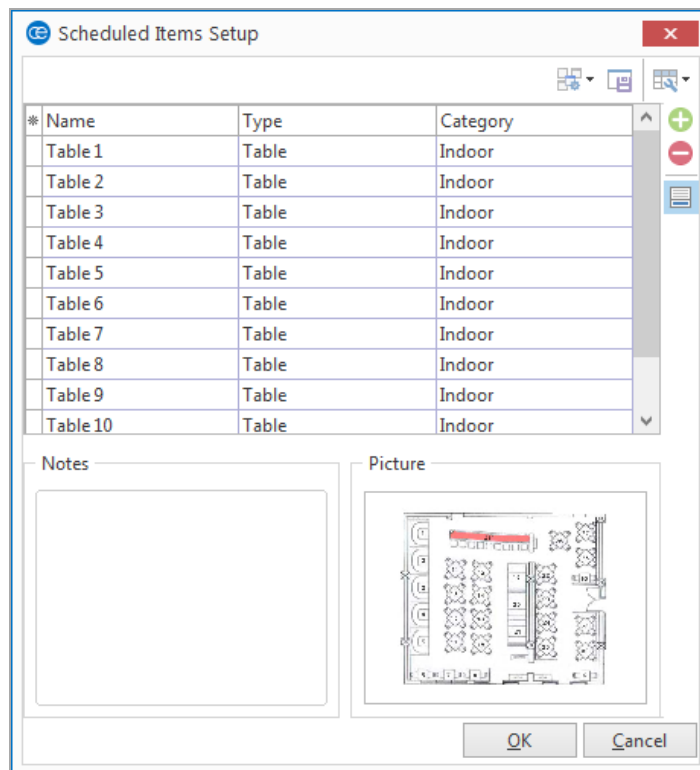 Scheduled Items Setup
* Name Type Category
Table 1 Table Indoor
Table 2 Table Indoor
Table 3 Table Indoor
Table 4 Table Indoor
Table 5 Table Indoor
Table 6 Table Indoor
Table 7 Table Indoor
Table 8 Table Indoor
Table 9 Table Indoor
Table 10 Table Indoor
Notes Picture
OK Cancel